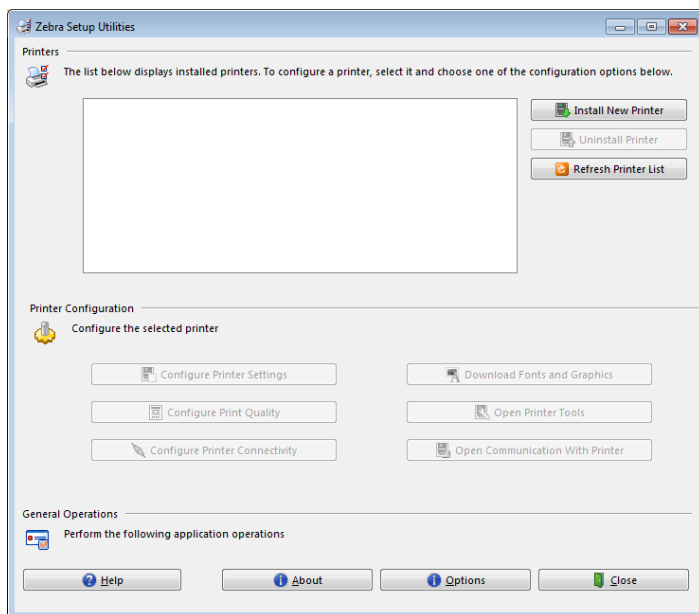 Zebra Setup Utilities
Printers
The list below displays installed printers. To configure a printer, select it and choose one of the configuration options below.
Install New Printer
Uninstall Printer
Refresh Printer List
Printer Configuration
Configure the selected printer
Configure Printer Settings
Download Fonts and Graphics
Configure Print Quality
Open Printer Tools
Configure Printer Connectivity
Open Communication With Printer
General Operations
Perform the following application operations
Help
About
Options
Close